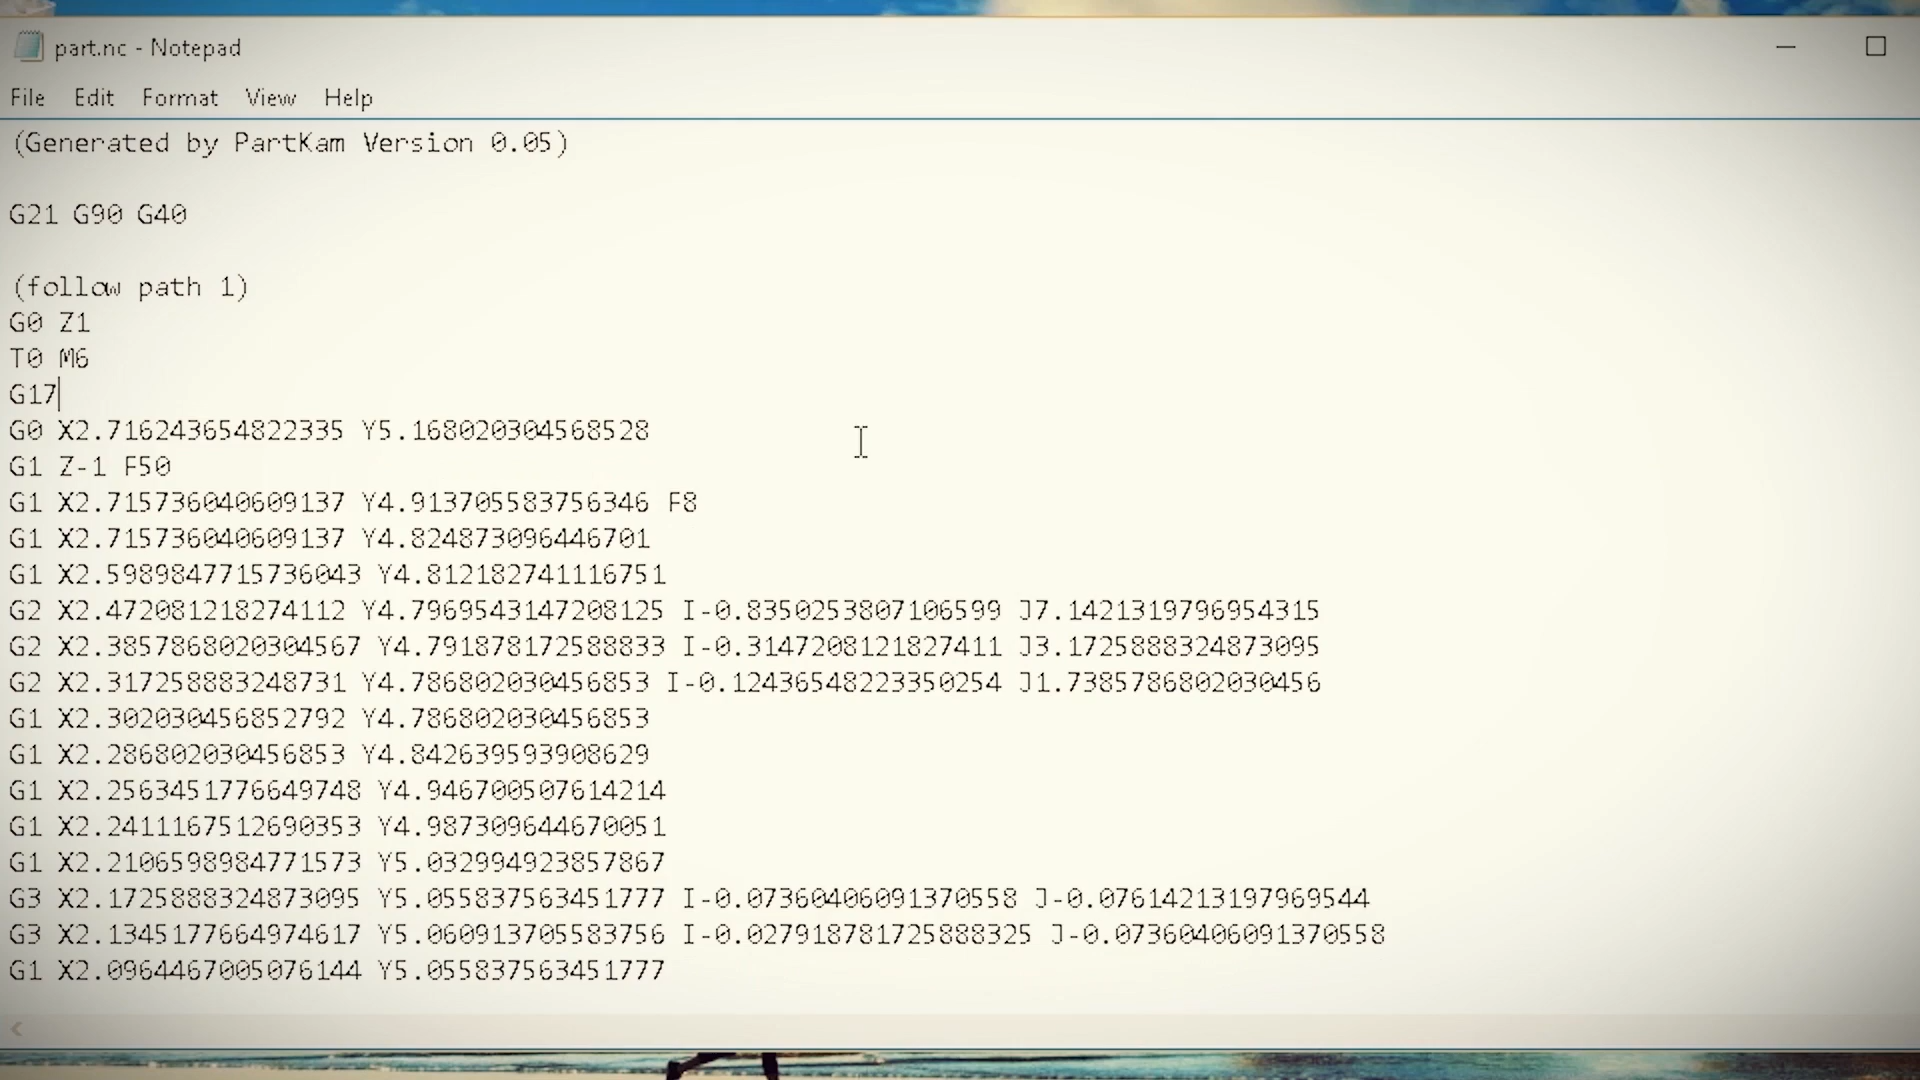 part.nc - Notepad
File Edit Format View Help
(Generated by PartKam Version 0.05)
G21 G90 G40
(follow path 1)
G0 Z1
T0 M6
G17
G0 X2.716243654822335 Y5.168020304568528
G1 Z-1 F50
G1 X2.715736040609137 Y4.913705583756346 F8
G1 X2.715736040609137 Y4.824873096446701
G1 X2.5989847715736043 Y4.812182741116751
G2 X2.472081218274112 Y4.7969543147208125 I-0.8350253807106599 J7.1421319796954315
G2 X2.3857868020304567 Y4.791878172588833 I-0.3147208121827411 J3.1725888324873095
G2 X2.317258883248731 Y4.786802030456853 I-0.12436548223350254 J1.7385786802030456
G1 X2.302030456852792 Y4.786802030456853
G1 X2.286802030456853 Y4.842639593908629
G1 X2.2563451776649748 Y4.946700507614214
G1 X2.2411167512690353 Y4.987309644670051
G1 X2.2106598984771573 Y5.032994923857867
G3 X2.1725888324873095 Y5.055837563451777 I-0.07360406091370558 J-0.07614213197969544
G3 X2.1345177664974617 Y5.060913705583756 I-0.027918781725888325 J-0.07360406091370558
G1 X2.0964467005076144 Y5.055837563451777